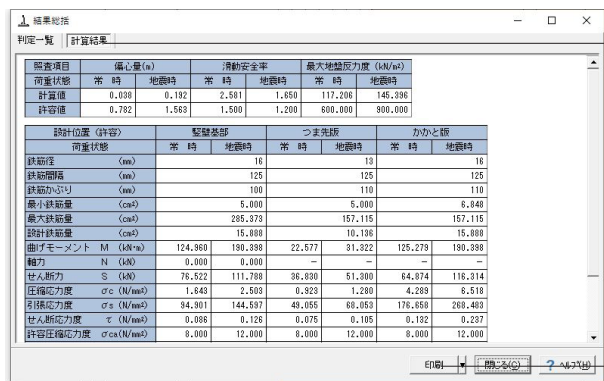 結果総括
判定一覧 計算結果
照査項目 偏心量(m) 滑動安全率 最大地盤反力度 (kN/m²)
荷重状態 常 時 地震時 常 時 地震時 常 時 地震時
計算値 0.038 0.192 2.581 1.650 117.206 145.396
許容値 0.782 1.563 1.500 1.200 600.000 900.000
設計位置 (許容) 竪壁基部 つま先版 かかと版
荷重状態 常 時 地震時 常 時 地震時 常 時 地震時
鉄筋径 (mm) 16 13 16
鉄筋間隔 (mm) 125 125 125
鉄筋かぶり (mm) 100 110 110
最小鉄筋量 (cm²) 5.000 5.000 6.848
最大鉄筋量 (cm²) 285.373 157.115 157.115
設計鉄筋量 (cm²) 15.888 10.136 15.888
曲げモーメント M (kN・m) 124.960 190.398 22.577 31.322 125.279 190.398
軸力 N (kN) 0.000 0.000 − − − −
せん断力 S (kN) 76.522 111.788 36.830 51.300 64.874 116.314
圧縮応力度 σc (N/mm²) 1.643 2.503 0.923 1.280 4.289 6.518
引張応力度 σs (N/mm²) 94.901 144.597 49.055 68.053 176.658 268.483
せん断応力度 τ (N/mm²) 0.086 0.126 0.075 0.105 0.132 0.237
許容圧縮応力度 σca(N/mm²) 8.000 12.000 8.000 12.000 8.000 12.000
印刷 閉じる(C) ? ヘルプ(H)